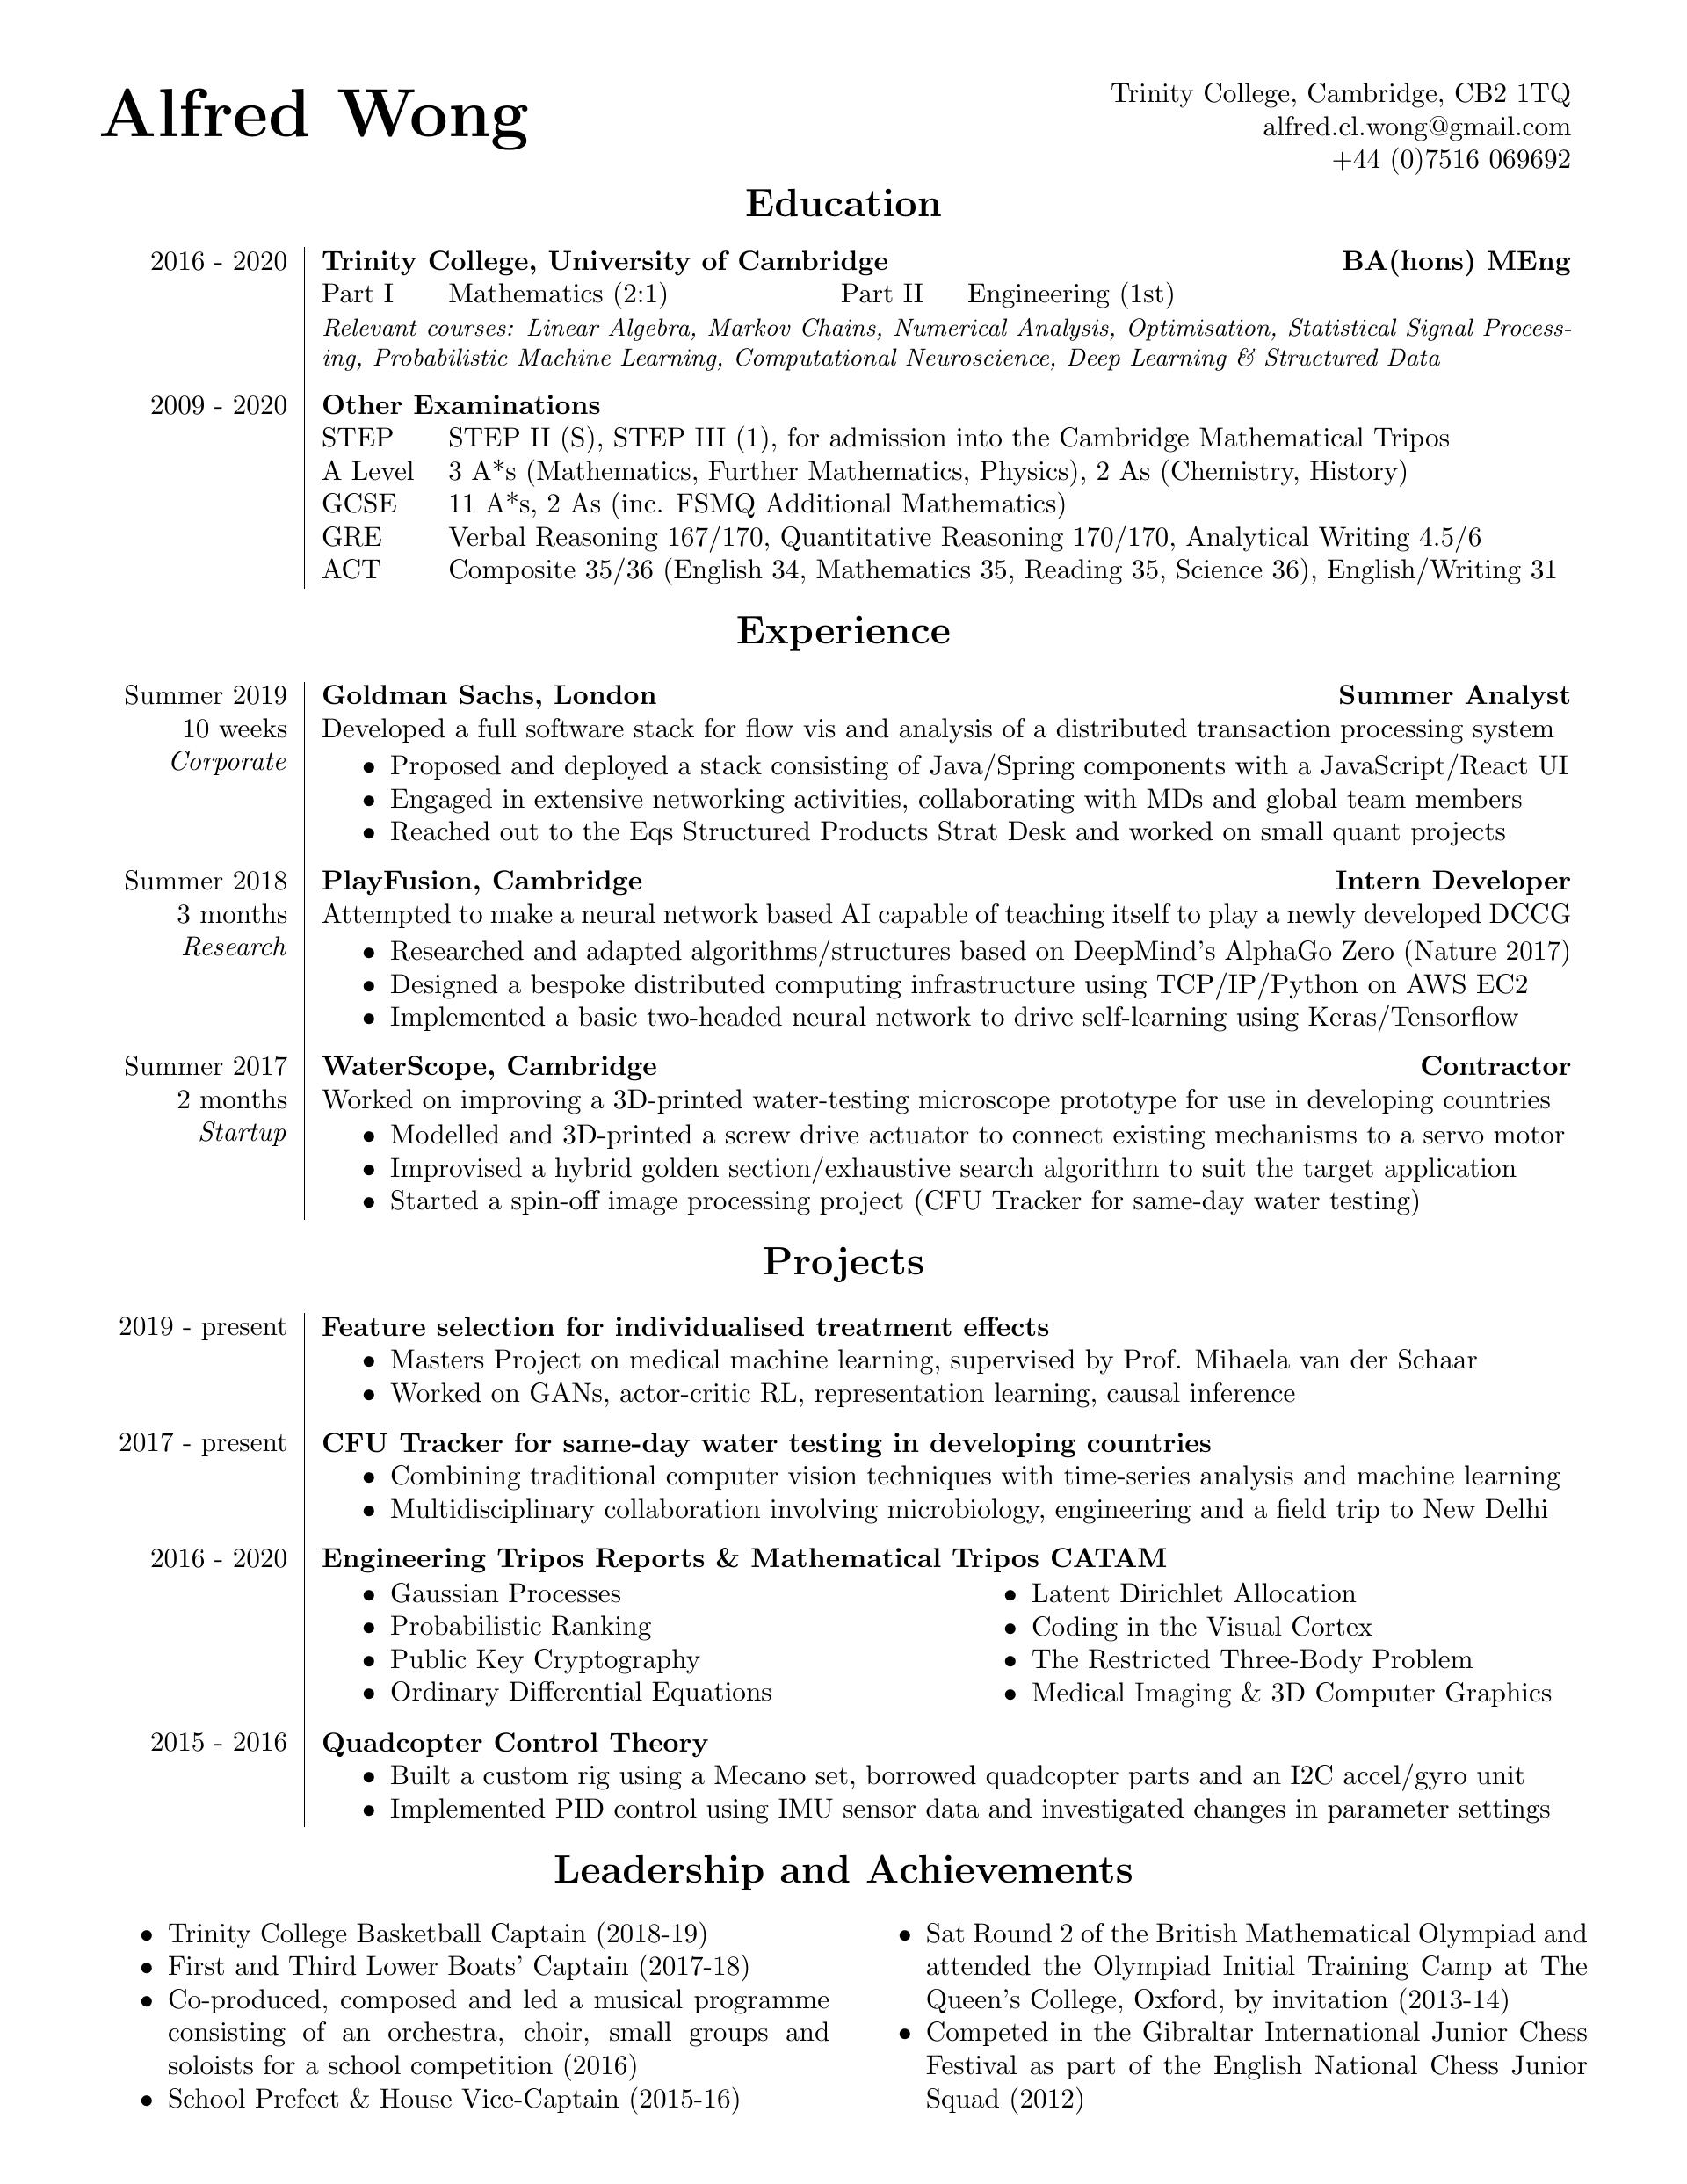 Alfred Wong
Trinity College, Cambridge, CB2 1TQ
alfred.cl.wong@gmail.com
+44 (0)7516 069692
Education
2016 - 2020 Trinity College, University of Cambridge BA(hons) MEng
Part I Mathematics (2:1) Part II Engineering (1st)
Relevant courses: Linear Algebra, Markov Chains, Numerical Analysis, Optimisation, Statistical Signal Process-
ing, Probabilistic Machine Learning, Computational Neuroscience, Deep Learning & Structured Data
2009 - 2020 Other Examinations
STEP STEP II (S), STEP III (1), for admission into the Cambridge Mathematical Tripos
A Level 3 A*s (Mathematics, Further Mathematics, Physics), 2 As (Chemistry, History)
GCSE 11 A*s, 2 As (inc. FSMQ Additional Mathematics)
GRE Verbal Reasoning 167/170, Quantitative Reasoning 170/170, Analytical Writing 4.5/6
ACT Composite 35/36 (English 34, Mathematics 35, Reading 35, Science 36), English/Writing 31
Experience
Summer 2019 Goldman Sachs, London Summer Analyst
10 weeks Developed a full software stack for flow vis and analysis of a distributed transaction processing system
Corporate • Proposed and deployed a stack consisting of Java/Spring components with a JavaScript/React UI
• Engaged in extensive networking activities, collaborating with MDs and global team members
• Reached out to the Eqs Structured Products Strat Desk and worked on small quant projects
Summer 2018 PlayFusion, Cambridge Intern Developer
3 months Attempted to make a neural network based AI capable of teaching itself to play a newly developed DCCG
Research • Researched and adapted algorithms/structures based on DeepMind's AlphaGo Zero (Nature 2017)
• Designed a bespoke distributed computing infrastructure using TCP/IP/Python on AWS EC2
• Implemented a basic two-headed neural network to drive self-learning using Keras/Tensorflow
Summer 2017 WaterScope, Cambridge Contractor
2 months Worked on improving a 3D-printed water-testing microscope prototype for use in developing countries
Startup • Modelled and 3D-printed a screw drive actuator to connect existing mechanisms to a servo motor
• Improvised a hybrid golden section/exhaustive search algorithm to suit the target application
• Started a spin-off image processing project (CFU Tracker for same-day water testing)
Projects
2019 - present Feature selection for individualised treatment effects
• Masters Project on medical machine learning, supervised by Prof. Mihaela van der Schaar
• Worked on GANs, actor-critic RL, representation learning, causal inference
2017 - present CFU Tracker for same-day water testing in developing countries
• Combining traditional computer vision techniques with time-series analysis and machine learning
• Multidisciplinary collaboration involving microbiology, engineering and a field trip to New Delhi
2016 - 2020 Engineering Tripos Reports & Mathematical Tripos CATAM
• Gaussian Processes
• Probabilistic Ranking
• Public Key Cryptography
• Ordinary Differential Equations
• Latent Dirichlet Allocation
• Coding in the Visual Cortex
• The Restricted Three-Body Problem
• Medical Imaging & 3D Computer Graphics
2015 - 2016 Quadcopter Control Theory
• Built a custom rig using a Mecano set, borrowed quadcopter parts and an I2C accel/gyro unit
• Implemented PID control using IMU sensor data and investigated changes in parameter settings
Leadership and Achievements
• Trinity College Basketball Captain (2018-19)
• First and Third Lower Boats' Captain (2017-18)
• Co-produced, composed and led a musical programme
consisting of an orchestra, choir, small groups and
soloists for a school competition (2016)
• School Prefect & House Vice-Captain (2015-16)
• Sat Round 2 of the British Mathematical Olympiad and
attended the Olympiad Initial Training Camp at The
Queen's College, Oxford, by invitation (2013-14)
• Competed in the Gibraltar International Junior Chess
Festival as part of the English National Chess Junior
Squad (2012)